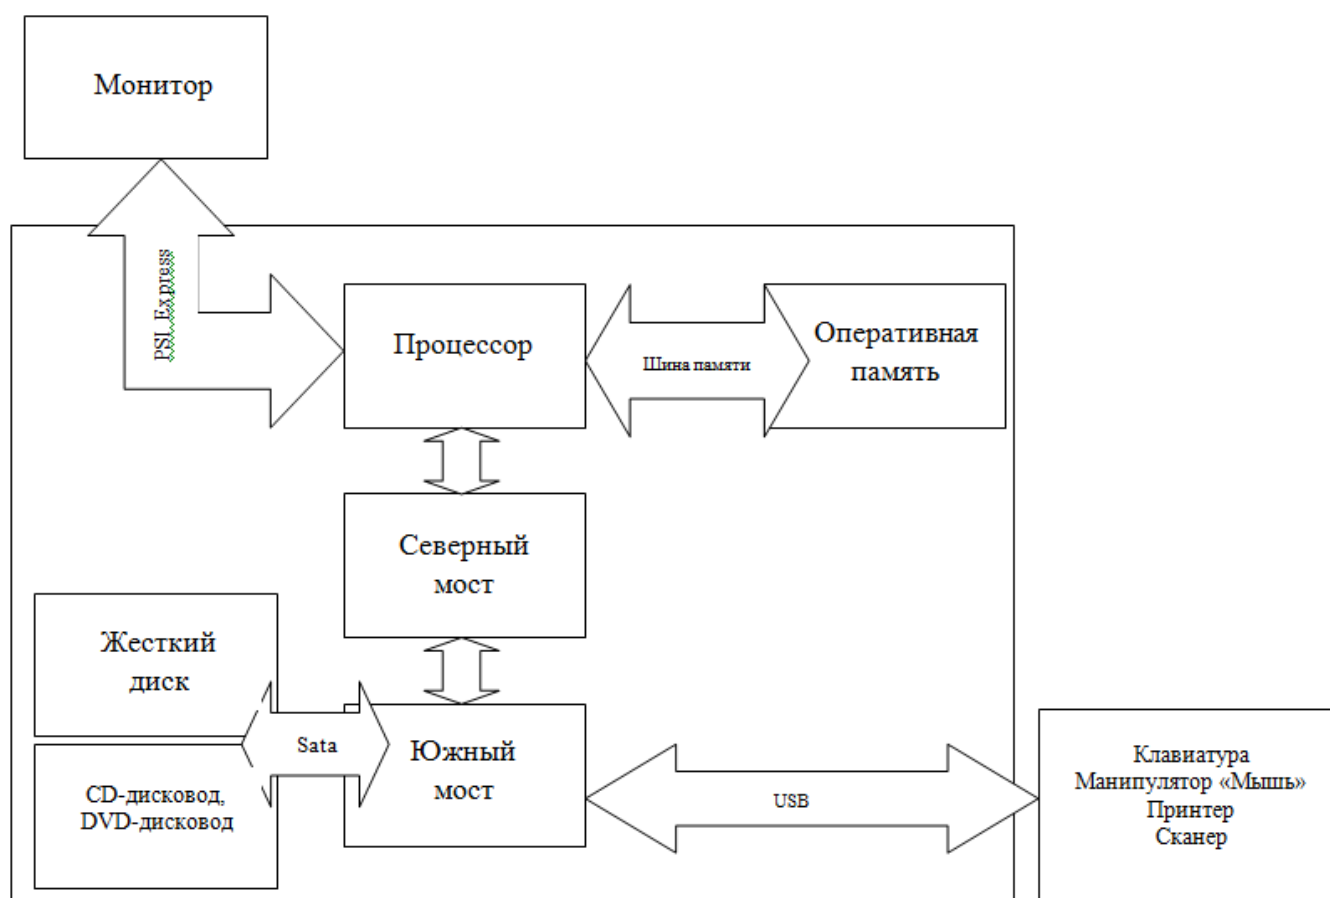 Монитор
PSI Express
Процессор
Шина памяти
Оперативная
память
Северный
мост
Жесткий
диск
Sata
Южный
мост
CD-дисковод,
DVD-дисковод
USB
Клавиатура
Манипулятор «Мышь»
Принтер
Сканер